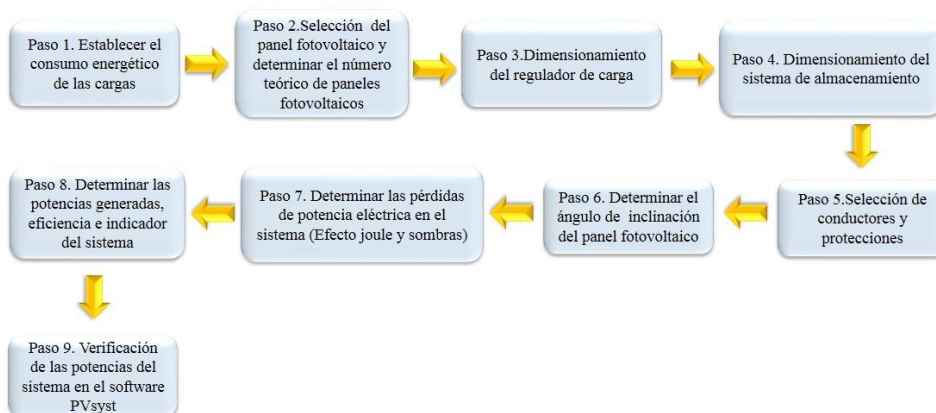 Paso 1. Establecer el
consumo energético
de las cargas
Paso 2.Selección del
panel fotovoltaico y
determinar el número
teórico de paneles
fotovoltaicos
Paso 3.Dimensionamiento
del regulador de carga
Paso 4. Dimensionamiento del
sistema de almacenamiento
Paso 5.Selección de
conductores y
protecciones
Paso 6. Determinar el
ángulo de inclinación
del panel fotovoltaico
Paso 7. Determinar las pérdidas
de potencia eléctrica en el
sistema (Efecto joule y sombras)
Paso 8. Determinar las
potencias generadas,
eficiencia e indicador
del sistema
Paso 9. Verificación
de las potencias del
sistema en el software
PVsyst